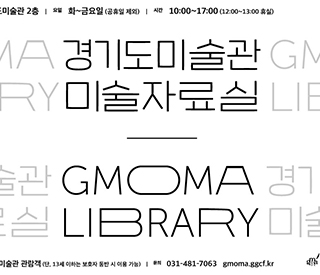 도미술관 2층 | 요일 화~금요일 (공휴일 제외) | 시간 10:00~17:00 (12:00~13:00 휴실)
GMOMA 경기도미술관 GM
RARY 미술자료실 LIB
술관 GMOMA 경기
료실 LIBRARY 미술
미술관 관람객 (단, 13세 이하는 보호자 동반 시 이용 가능) | 문의 031-481-7063 gmoma.ggcf.kr